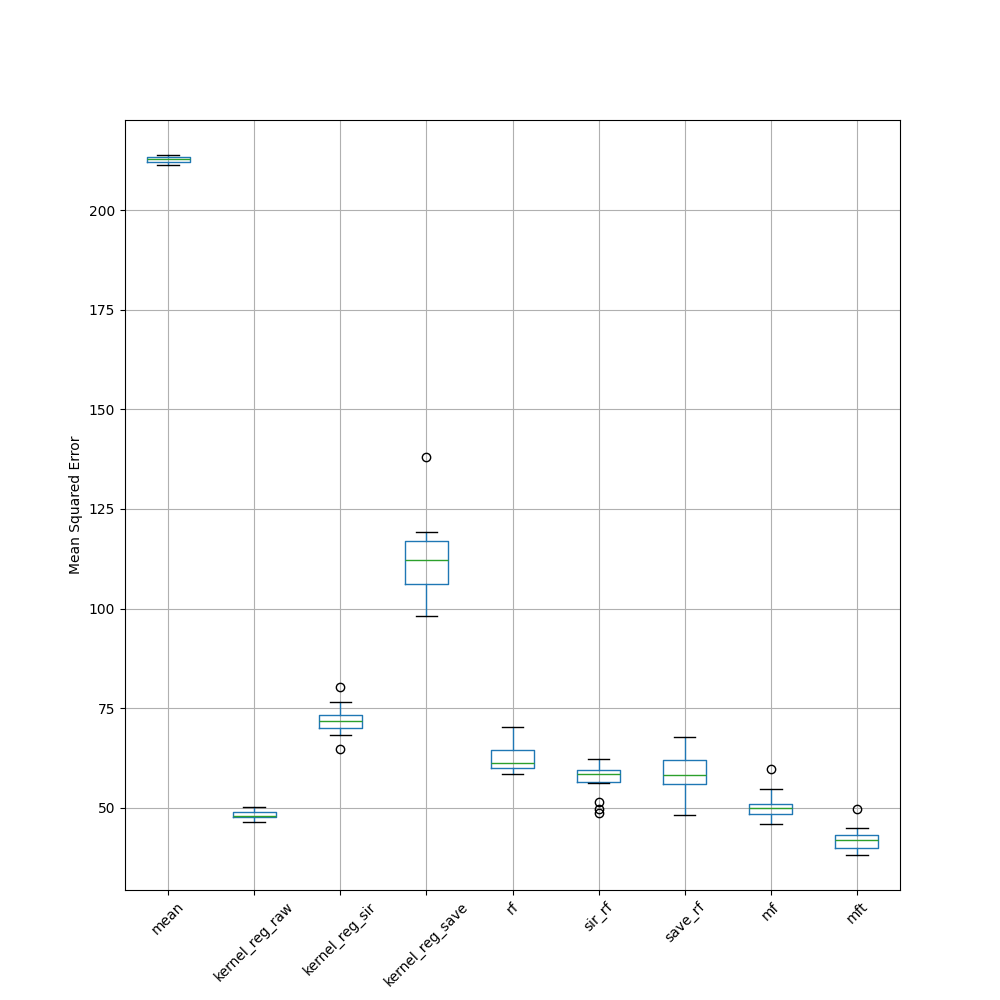 200
175
150
125
100
75
50
Mean Squared Error
mean
kernel_reg_raw
kernel_reg_sir
kernel_reg_save
rf
sir_rf
save_rf
mf
mft